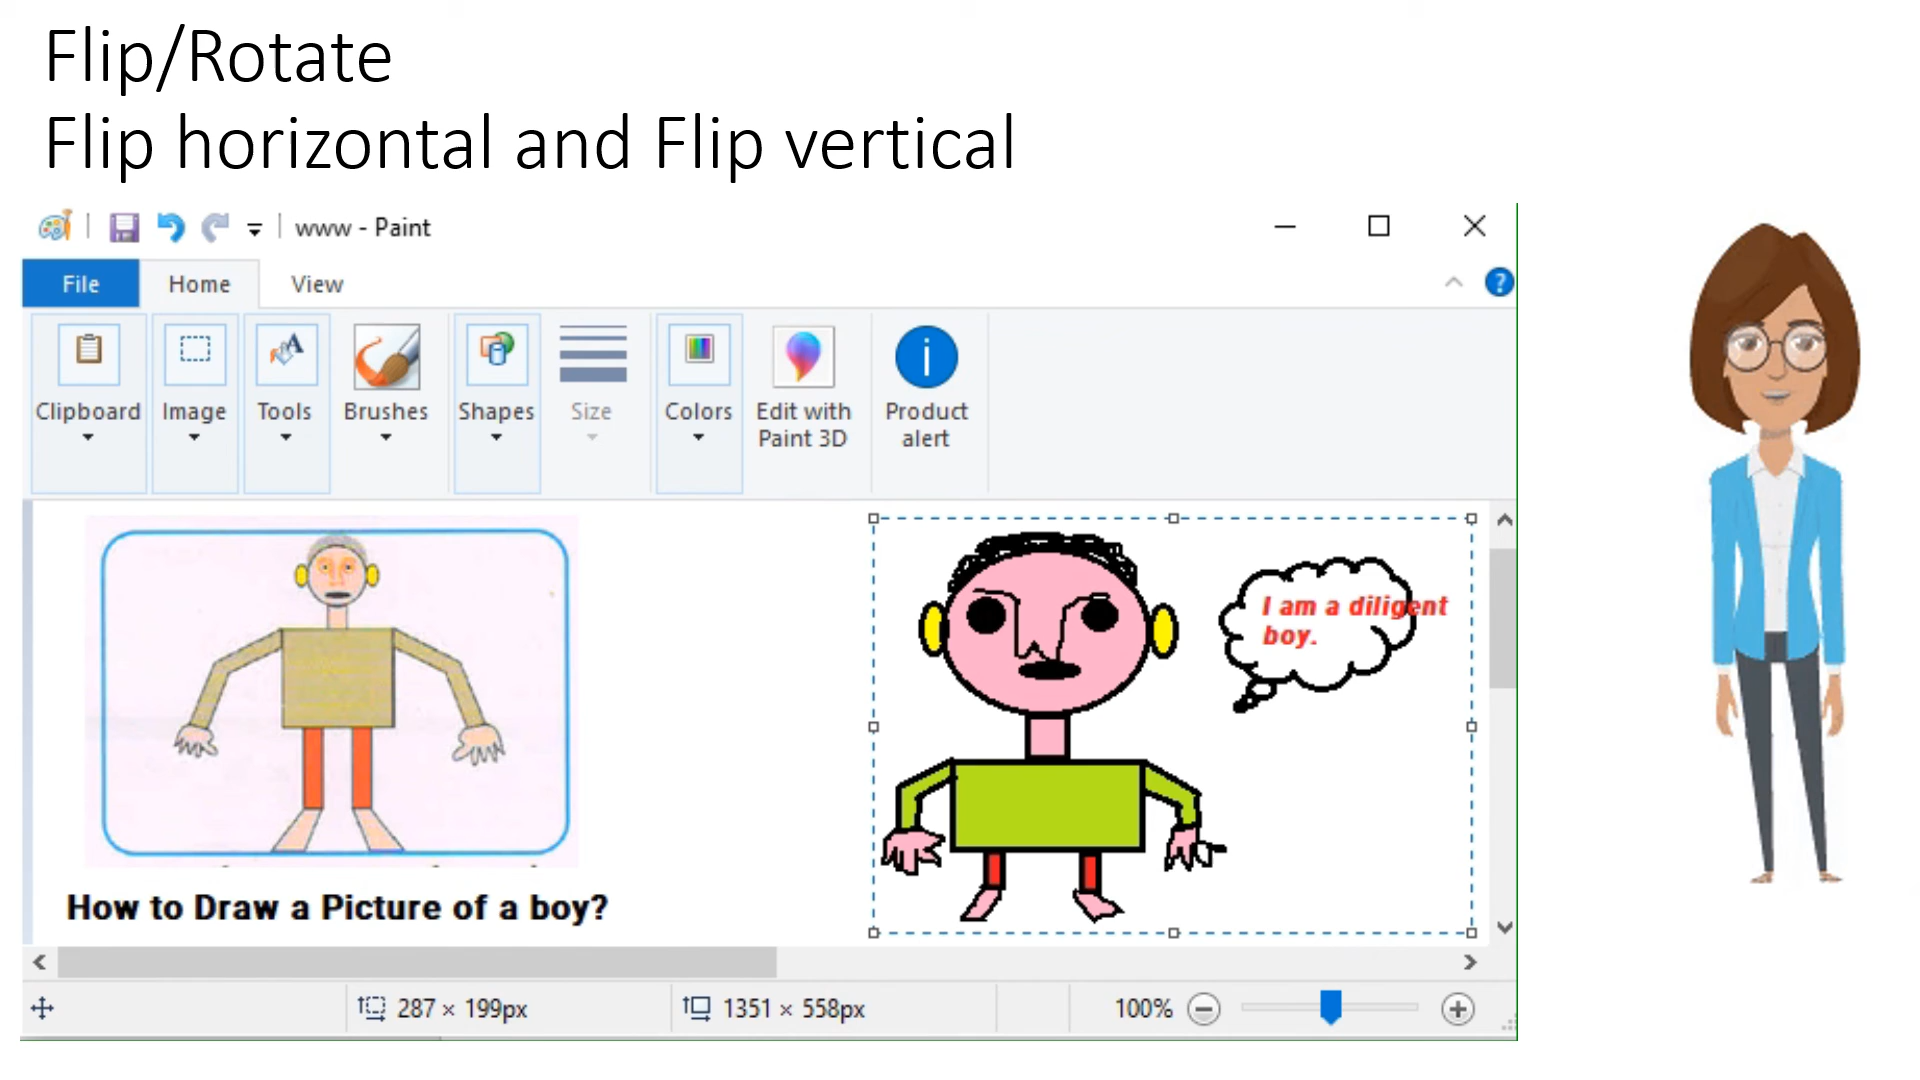 Flip/Rotate
Flip horizontal and Flip vertical
www - Paint
File Home View
Clipboard Image Tools Brushes Shapes Size Colors Edit with Paint 3D Product alert
I am a diligent
boy.
How to Draw a Picture of a boy?
287 × 199px 1351 × 558px 100%